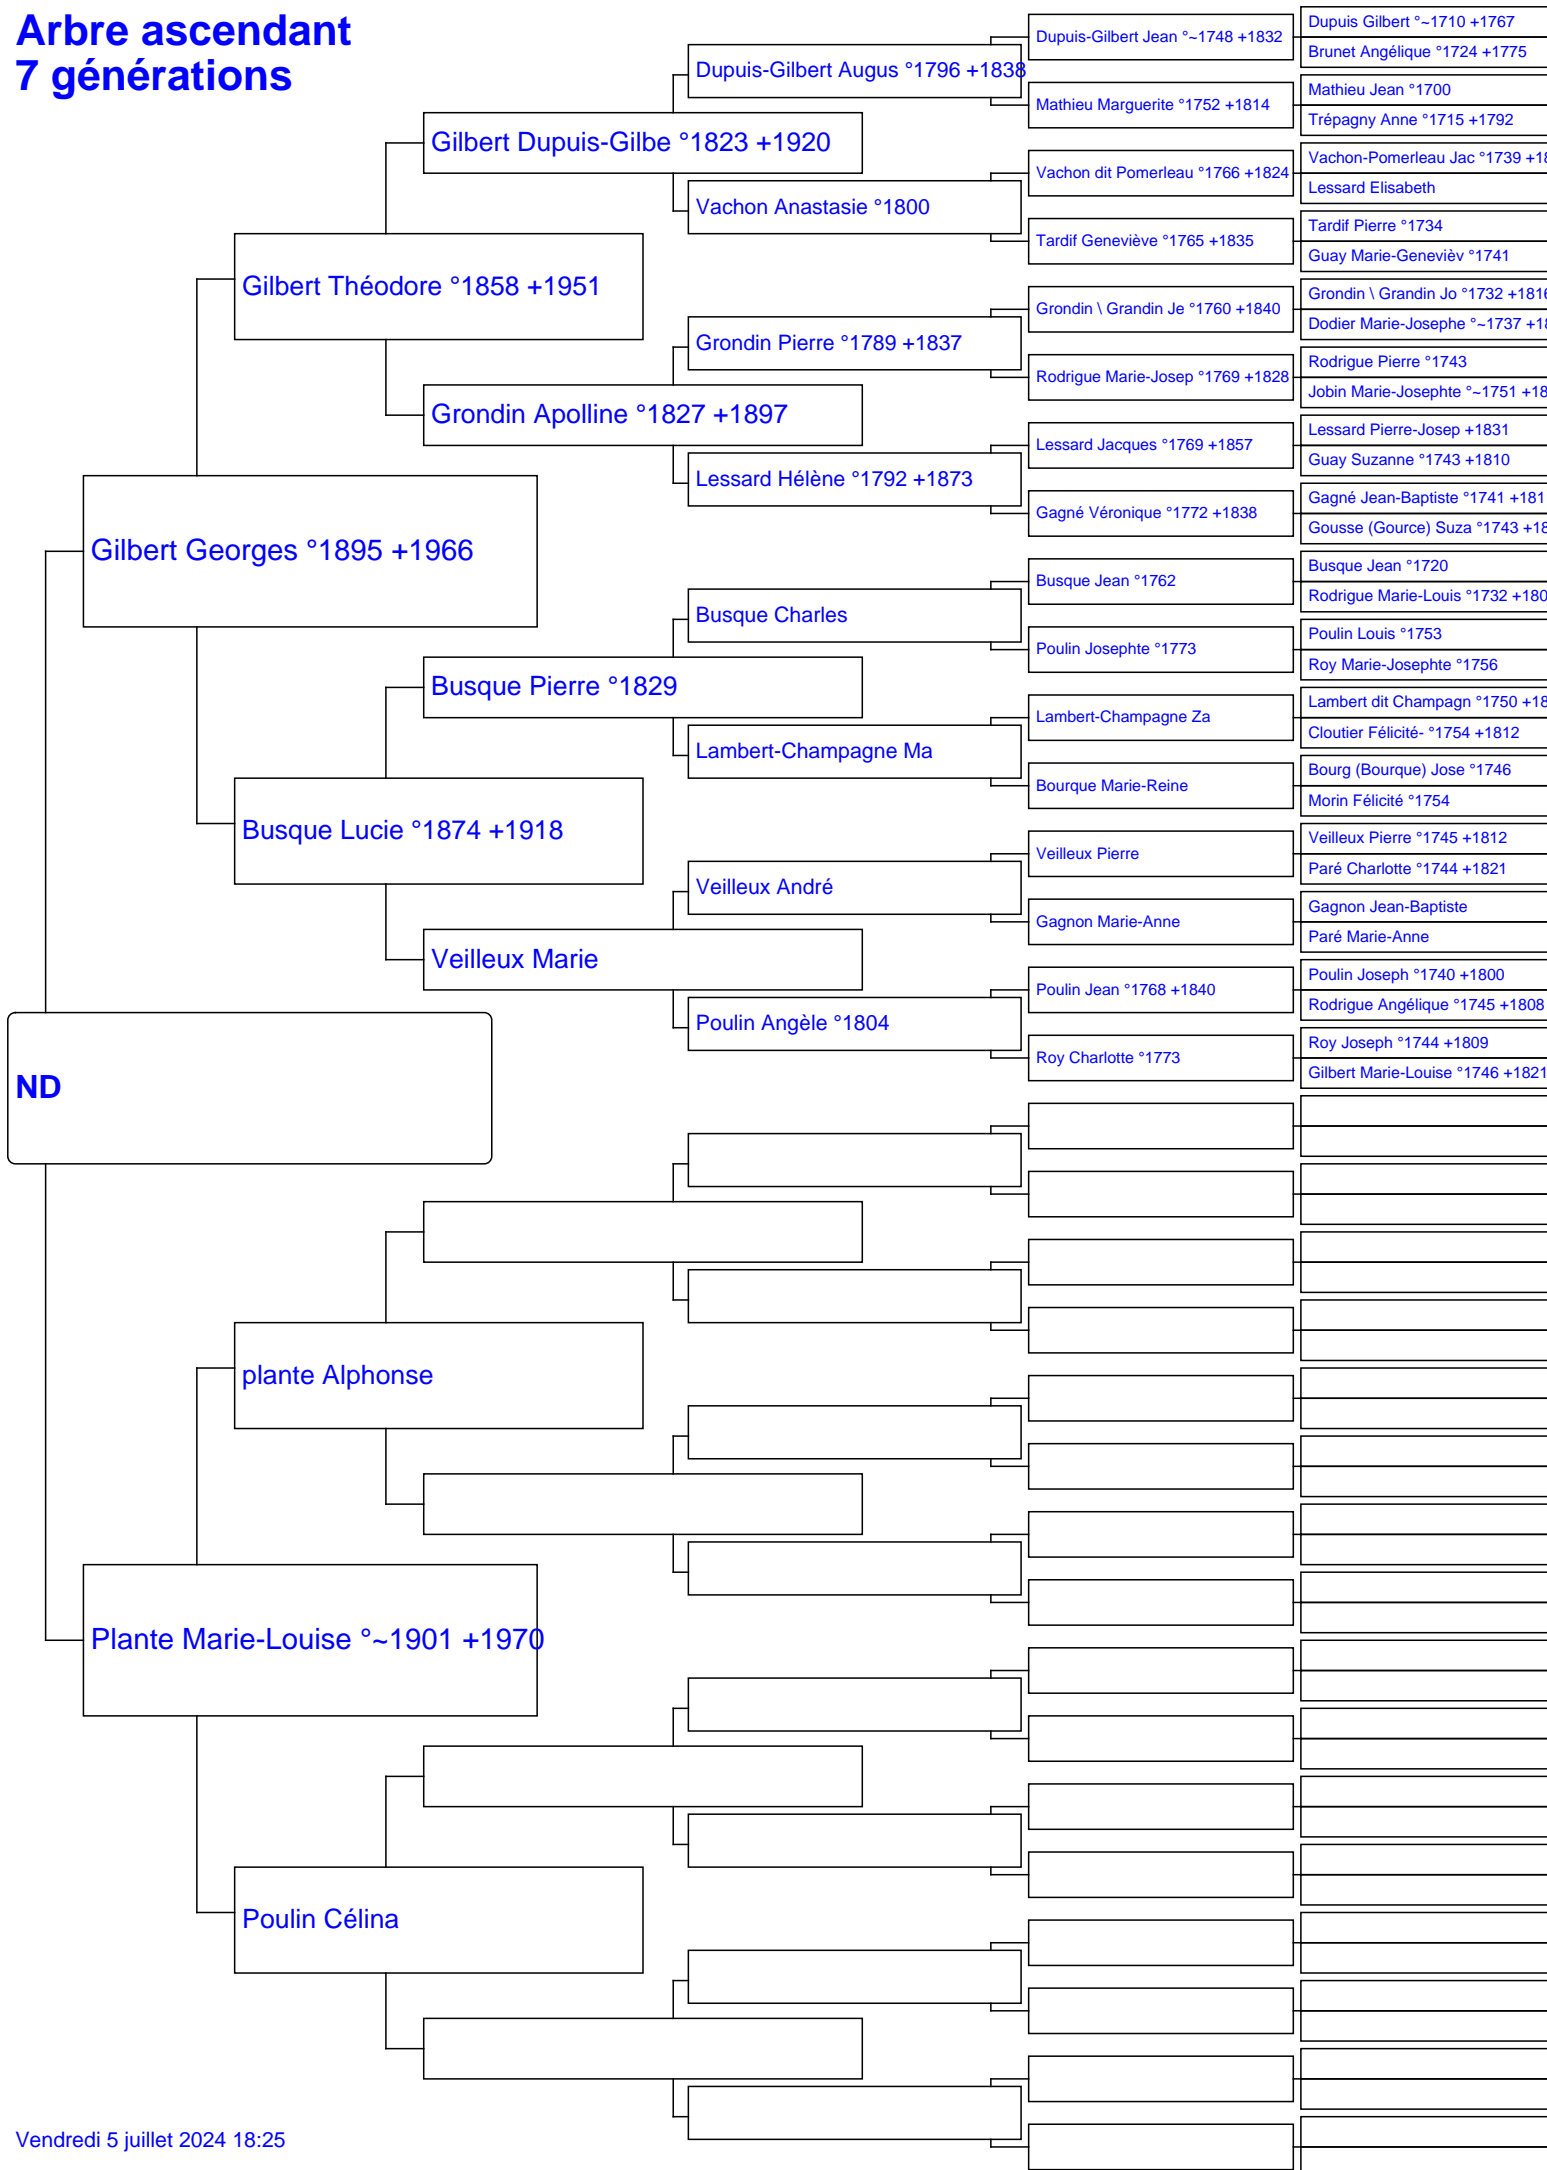 Arbre ascendant
7 générations
Dupuis Gilbert °~1710 +1767
Dupuis-Gilbert Jean °~1748 +1832
Brunet Angélique °1724 +1775
Dupuis-Gilbert Augus °1796 +1838
Mathieu Jean °1700
Mathieu Marguerite °1752 +1814
Trépagny Anne °1715 +1792
Gilbert Dupuis-Gilbe °1823 +1920
Vachon-Pomerleau Jac °1739 +18
Vachon dit Pomerleau °1766 +1824
Lessard Elisabeth
Vachon Anastasie °1800
Tardif Pierre °1734
Tardif Geneviève °1765 +1835
Guay Marie-Genevièv °1741
Gilbert Théodore °1858 +1951
Grondin \ Grandin Jo °1732 +1816
Grondin \ Grandin Je °1760 +1840
Dodier Marie-Josephe °~1737 +18
Grondin Pierre °1789 +1837
Rodrigue Pierre °1743
Rodrigue Marie-Josep °1769 +1828
Jobin Marie-Josephte °~1751 +18
Grondin Apolline °1827 +1897
Lessard Pierre-Josep +1831
Lessard Jacques °1769 +1857
Guay Suzanne °1743 +1810
Lessard Hélène °1792 +1873
Gagné Jean-Baptiste °1741 +181
Gagné Véronique °1772 +1838
Gousse (Gource) Suza °1743 +18
Gilbert Georges °1895 +1966
Busque Jean °1720
Busque Jean °1762
Rodrigue Marie-Louis °1732 +180
Busque Charles
Poulin Louis °1753
Poulin Josephte °1773
Roy Marie-Josephte °1756
Busque Pierre °1829
Lambert dit Champagn °1750 +18
Lambert-Champagne Za
Cloutier Félicité- °1754 +1812
Lambert-Champagne Ma
Bourg (Bourque) Jose °1746
Bourque Marie-Reine
Morin Félicité °1754
Busque Lucie °1874 +1918
Veilleux Pierre °1745 +1812
Veilleux Pierre
Paré Charlotte °1744 +1821
Veilleux André
Gagnon Jean-Baptiste
Gagnon Marie-Anne
Paré Marie-Anne
Veilleux Marie
Poulin Joseph °1740 +1800
Poulin Jean °1768 +1840
Rodrigue Angélique °1745 +1808
Poulin Angèle °1804
Roy Joseph °1744 +1809
Roy Charlotte °1773
Gilbert Marie-Louise °1746 +1821
ND
plante Alphonse
Plante Marie-Louise °~1901 +1970
Poulin Célina
Vendredi 5 juillet 2024 18:25